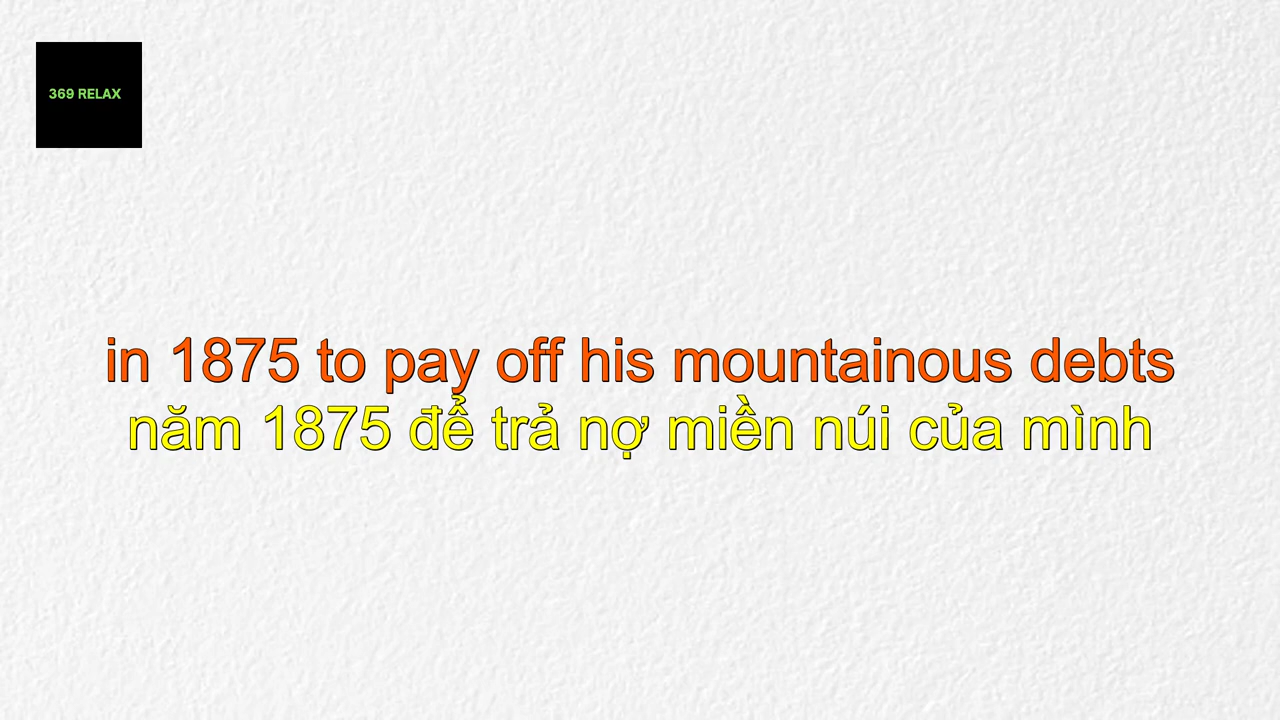 369 RELAX
in 1875 to pay off his mountainous debts
năm 1875 để trả nợ miền núi của mình